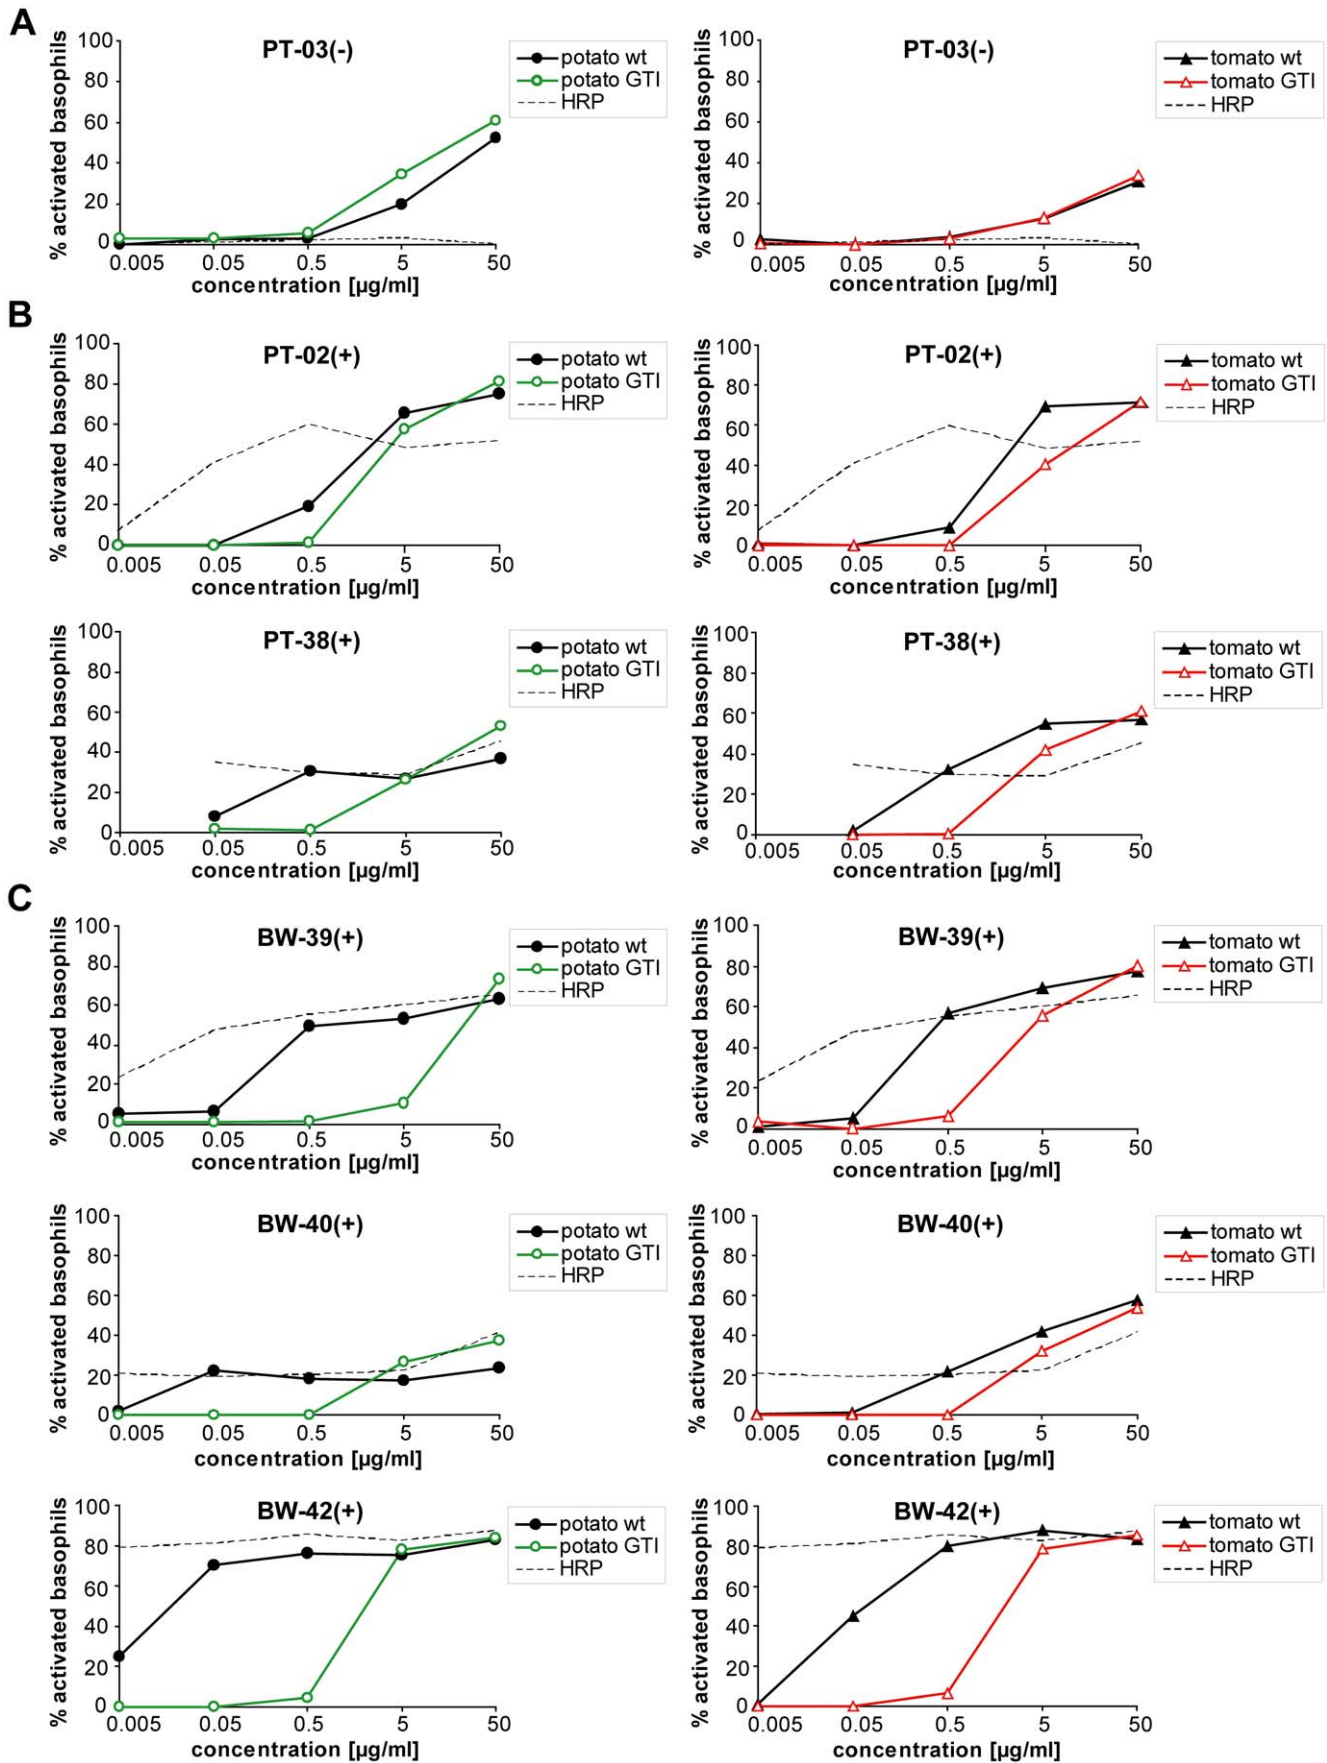 A
PT-03(-)
% activated basophils
100
80
60
40
20
0
0.005 0.05 0.5 5 50
concentration [µg/ml]
potato wt
potato GTI
HRP
PT-03(-)
% activated basophils
100
80
60
40
20
0
0.005 0.05 0.5 5 50
concentration [µg/ml]
tomato wt
tomato GTI
HRP
B
PT-02(+)
% activated basophils
100
80
60
40
20
0
0.005 0.05 0.5 5 50
concentration [µg/ml]
potato wt
potato GTI
HRP
PT-02(+)
% activated basophils
100
80
60
40
20
0
0.005 0.05 0.5 5 50
concentration [µg/ml]
tomato wt
tomato GTI
HRP
PT-38(+)
% activated basophils
100
80
60
40
20
0
0.005 0.05 0.5 5 50
concentration [µg/ml]
potato wt
potato GTI
HRP
PT-38(+)
% activated basophils
100
80
60
40
20
0
0.005 0.05 0.5 5 50
concentration [µg/ml]
tomato wt
tomato GTI
HRP
C
BW-39(+)
% activated basophils
100
80
60
40
20
0
0.005 0.05 0.5 5 50
concentration [µg/ml]
potato wt
potato GTI
HRP
BW-39(+)
% activated basophils
100
80
60
40
20
0
0.005 0.05 0.5 5 50
concentration [µg/ml]
tomato wt
tomato GTI
HRP
BW-40(+)
% activated basophils
100
80
60
40
20
0
0.005 0.05 0.5 5 50
concentration [µg/ml]
potato wt
potato GTI
HRP
BW-40(+)
% activated basophils
100
80
60
40
20
0
0.005 0.05 0.5 5 50
concentration [µg/ml]
tomato wt
tomato GTI
HRP
BW-42(+)
% activated basophils
100
80
60
40
20
0
0.005 0.05 0.5 5 50
concentration [µg/ml]
potato wt
potato GTI
HRP
BW-42(+)
% activated basophils
100
80
60
40
20
0
0.005 0.05 0.5 5 50
concentration [µg/ml]
tomato wt
tomato GTI
HRP